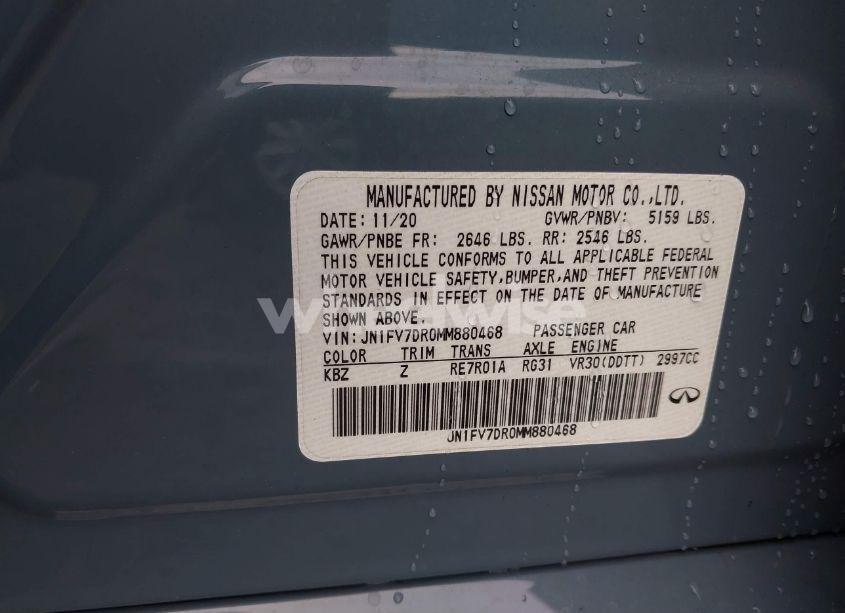 MANUFACTURED BY NISSAN MOTOR CO.,LTD.
DATE: 11/20 GVWR/PNBV: 5159 LBS.
GAWR/PNBE FR: 2646 LBS. RR: 2546 LBS.
THIS VEHICLE CONFORMS TO ALL APPLICABLE FEDERAL
MOTOR VEHICLE SAFETY,BUMPER,AND THEFT PREVENTION
STANDARDS IN EFFECT ON THE DATE OF MANUFACTURE
SHOWN ABOVE.
VIN: JN1FV7DR0MM880468 PASSENGER CAR
COLOR TRIM TRANS AXLE ENGINE
KBZ Z RE7R01A RG31 VR30(DDTT) 2997CC
JN1FV7DR0MM880468